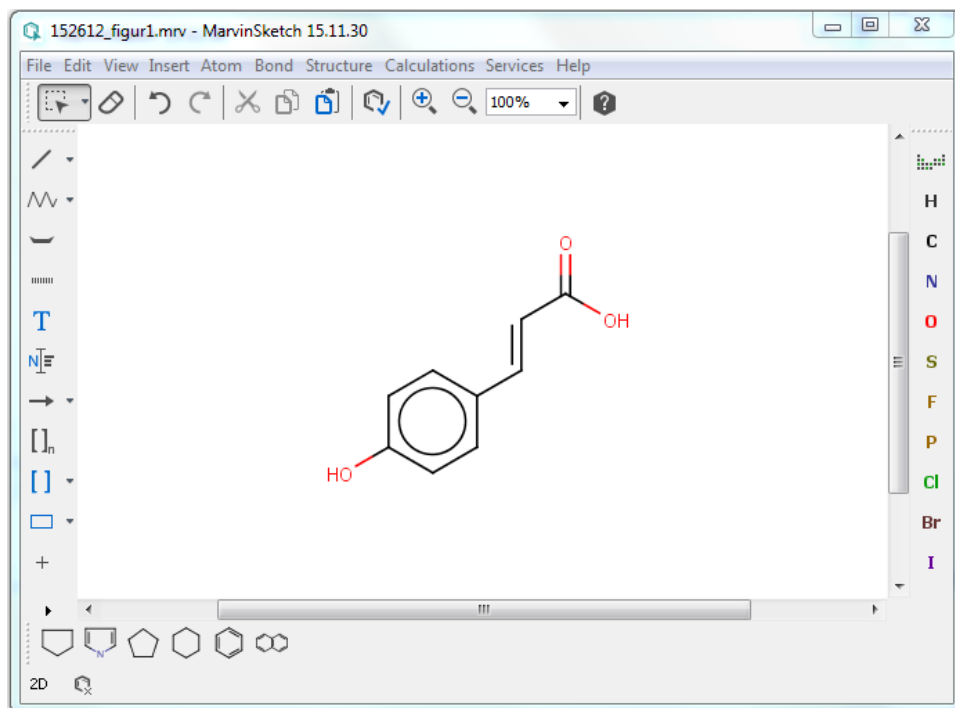 152612_figur1.mrv - MarvinSketch 15.11.30
File Edit View Insert Atom Bond Structure Calculations Services Help
100%
?
H
C
N
O
S
F
P
Cl
Br
I
T
N
[ ]n
[ ]
O
OH
HO
N
2D